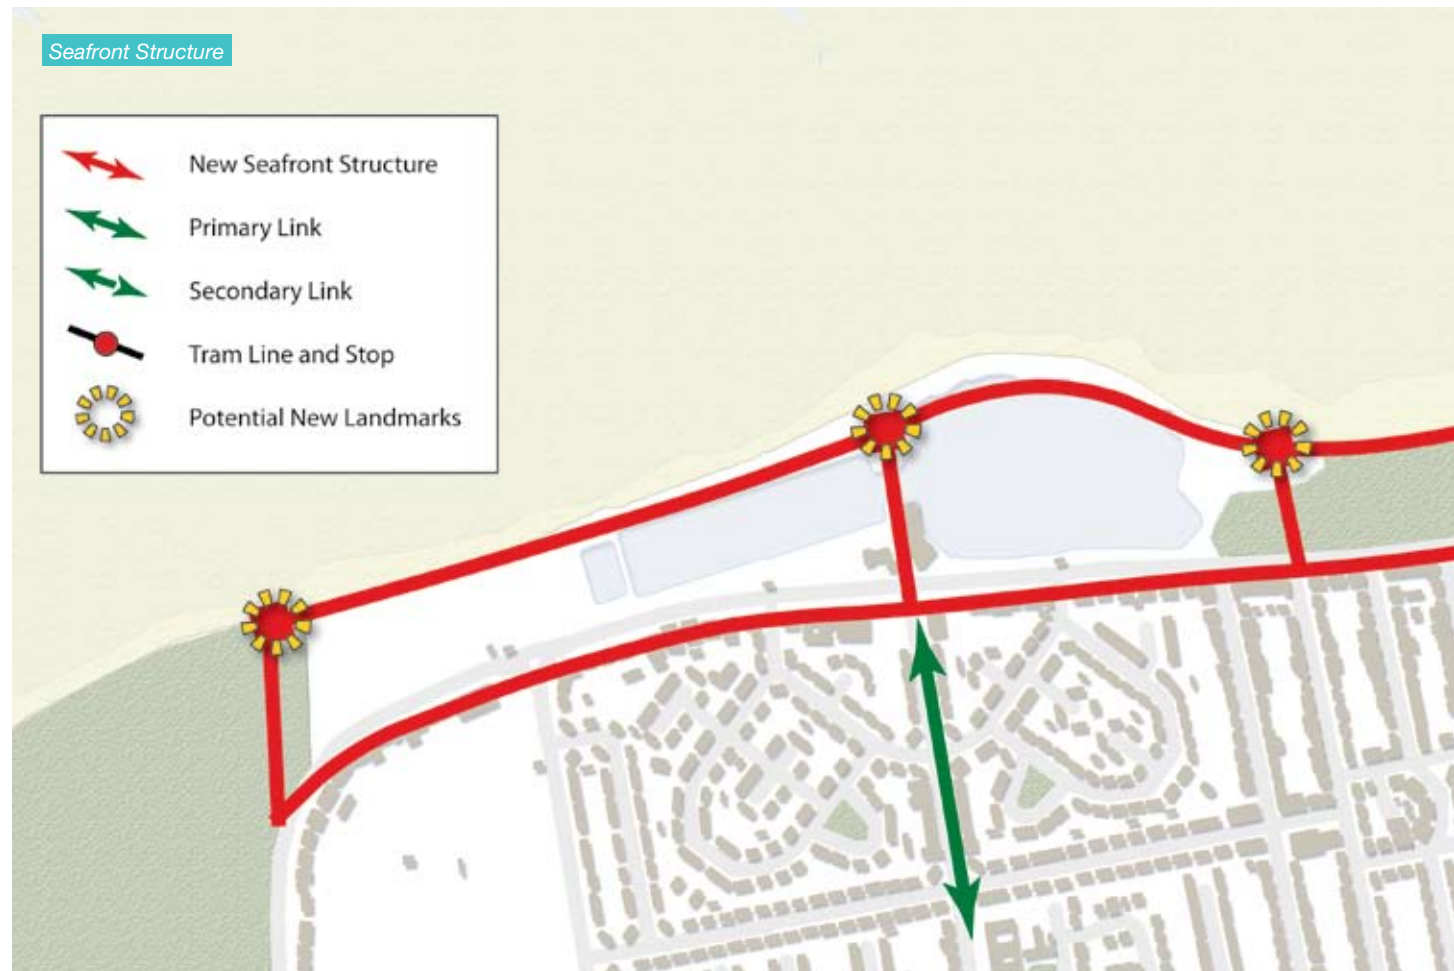 Seafront Structure
New Seafront Structure
Primary Link
Secondary Link
Tram Line and Stop
Potential New Landmarks